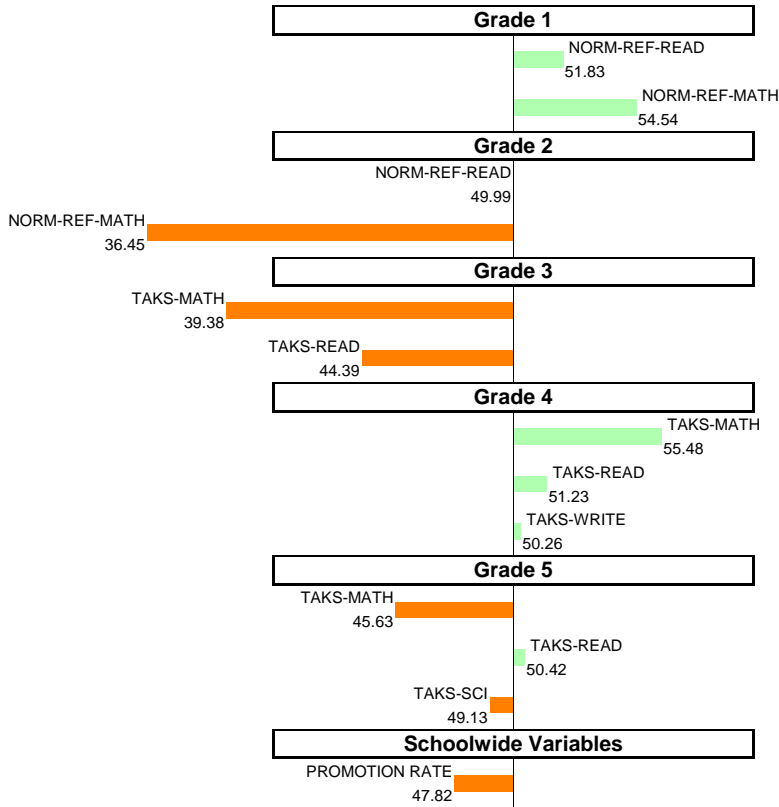 Grade 1
NORM-REF-READ
51.83
NORM-REF-MATH
54.54
Grade 2
NORM-REF-READ
49.99
NORM-REF-MATH
36.45
Grade 3
TAKS-MATH
39.38
TAKS-READ
44.39
Grade 4
TAKS-MATH
55.48
TAKS-READ
51.23
TAKS-WRITE
50.26
Grade 5
TAKS-MATH
45.63
TAKS-READ
50.42
TAKS-SCI
49.13
Schoolwide Variables
PROMOTION RATE
47.82